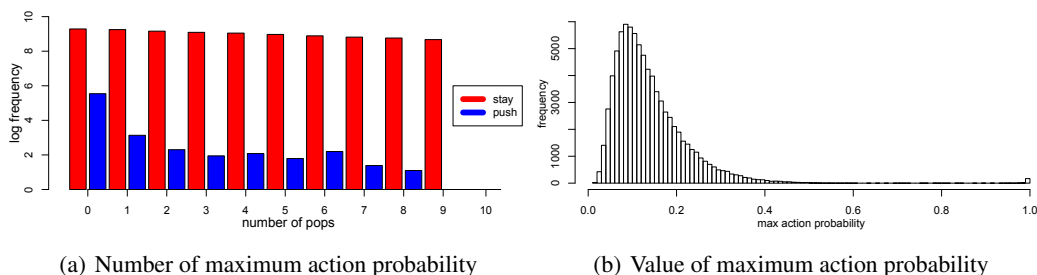 10
8
6
4
2
0
log frequency
stay
push
0 1 2 3 4 5 6 7 8 9 10
number of pops
(a) Number of maximum action probability
5000
3000
1000
0
frequency
0.0 0.2 0.4 0.6 0.8 1.0
max action probability
(b) Value of maximum action probability